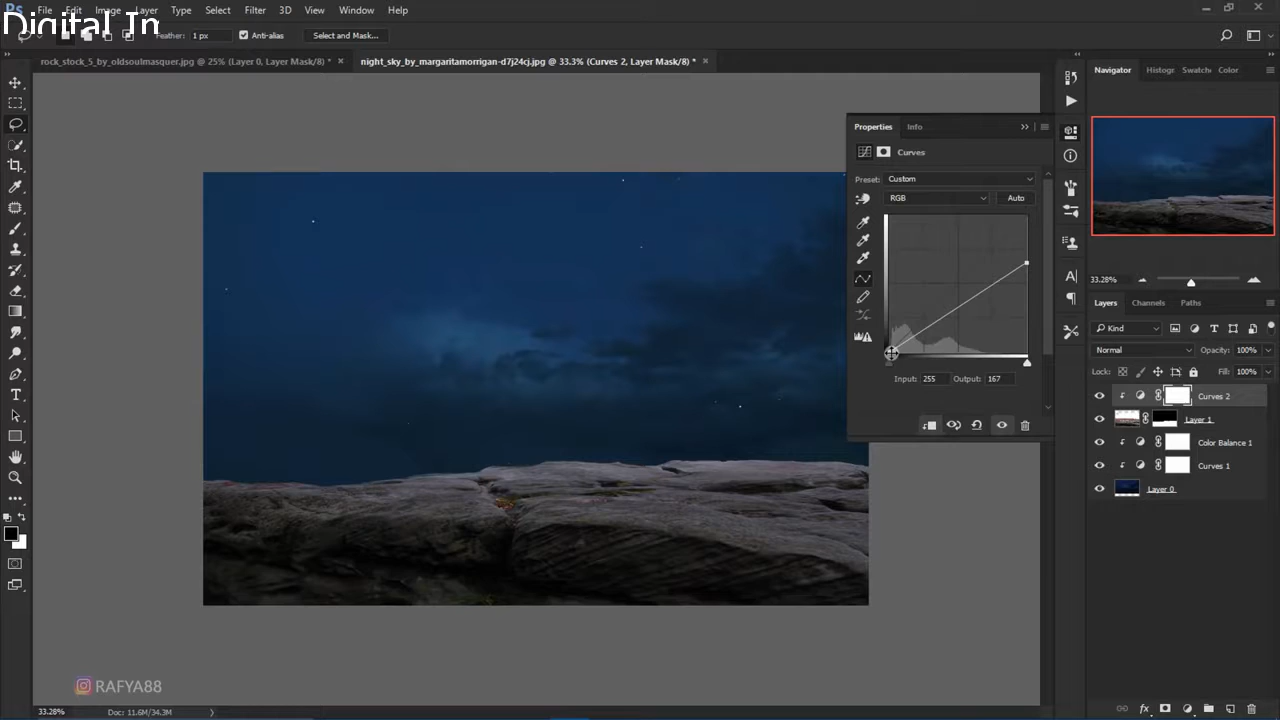 Ps File Edit Image Layer Type Select Filter 3D View Window Help
Digital Im
Feather: 1 px Anti-alias Select and Mask...
rock_stock_5_by_oldsoulmasquer.jpg @ 25% (Layer 0, Layer Mask/8) * × night_sky_by_margaritamorrigan-d7j24cj.jpg @ 33.3% (Curves 2, Layer Mask/8) * ×
Navigator Histogr Swatch Color
Properties Info
Curves
Preset: Custom
RGB Auto
Input: 255 Output: 167
33.28%
Layers Channels Paths
Kind
Normal Opacity: 100%
Lock: Fill: 100%
Curves 2
Layer 1
Color Balance 1
Curves 1
Layer 0
fx
RAFYA88
33.28% Doc: 11.6M/34.3M